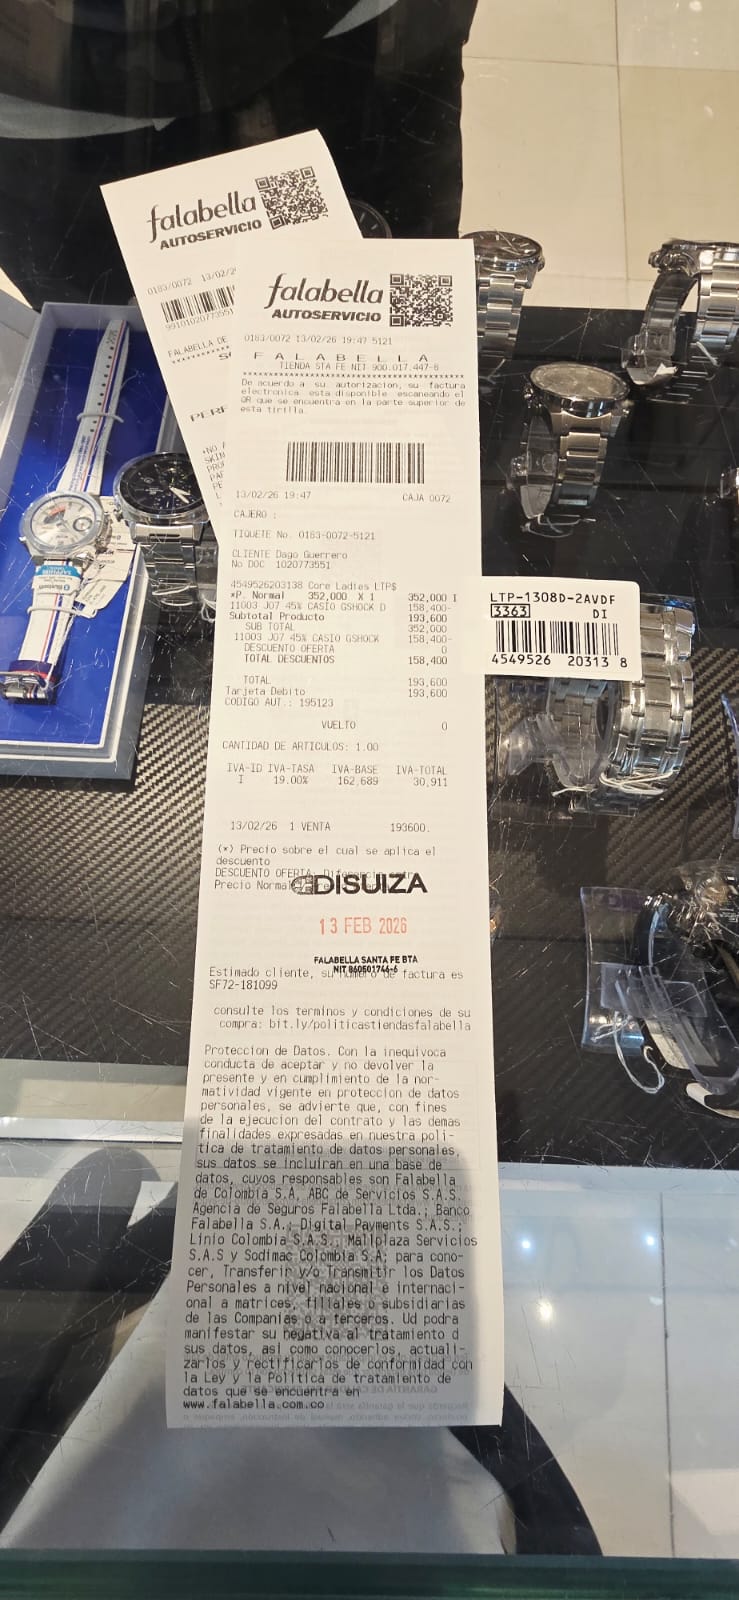 falabella
AUTOSERVICIO
0183/0072 13/02/2
99101020773551
FALABELLA DE
falabella
AUTOSERVICIO
0183/0072 13/02/26 19:47 5121
F A L A B E L L A
TIENDA STA FE NIT 900.017.447-8
De acuerdo a su autorizacion, su factura
electronica esta disponible escaneando el
QR que se encuentra en la parte superior de
esta tirilla.
13/02/26 19:47 CAJA 0072
CAJERO :
TIQUETE No. 0183-0072-5121
CLIENTE Dago Guerrero
No DOC 1020773551
4549526203138 Core Ladies LTP$
*P. Normal 352,000 X 1 352,000 I
11003 J07 45% CASIO GSHOCK D 158,400-
Subtotal Producto 193,600
SUB TOTAL 352,000
11003 J07 45% CASIO GSHOCK 158,400-
DESCUENTO OFERTA 0
TOTAL DESCUENTOS 158,400
TOTAL 193,600
Tarjeta Debito 193,600
CODIGO AUT.: 195123
VUELTO 0
CANTIDAD DE ARTICULOS: 1.00
IVA-ID IVA-TASA IVA-BASE IVA-TOTAL
I 19.00% 162,689 30,911
13/02/26 1 VENTA 193600.
(*) Precio sobre el cual se aplica el
descuento
DESCUENTO OFERTA: Diferencia
Precio Normal
DISUIZA
13 FEB 2026
FALABELLA SANTA FE BTA
NIT 860501746-6
Estimado cliente, su numero de factura es
SF72-181099
consulte los terminos y condiciones de su
compra: bit.ly/politicastiendasfalabella
Proteccion de Datos. Con la inequivoca
conducta de aceptar y no devolver la
presente y en cumplimiento de la nor-
matividad vigente en proteccion de datos
personales, se advierte que, con fines
de la ejecucion del contrato y las demas
finalidades expresadas en nuestra poli-
tica de tratamiento de datos personales,
sus datos se incluiran en una base de
datos, cuyos responsables son Falabella
de Colombia S.A, ABC de Servicios S.A.S.
Agencia de Seguros Falabella Ltda.; Banco
Falabella S.A.; Digital Payments S.A.S.;
Linio Colombia S.A.S.; Mallplaza Servicios
S.A.S y Sodimac Colombia S.A; para cono-
cer, Transferir y/o Transmitir los Datos
Personales a nivel nacional e internaci-
onal a matrices, filiales o subsidiarias
de las Companias o a terceros. Ud podra
manifestar su negativa al tratamiento d
sus datos, asi como conocerlos, actuali-
zarlos y rectificarlos de conformidad con
la Ley y la Politica de tratamiento de
datos que se encuentra en
www.falabella.com.co
LTP-1308D-2AVDF
3363 DI
4549526 20313 8